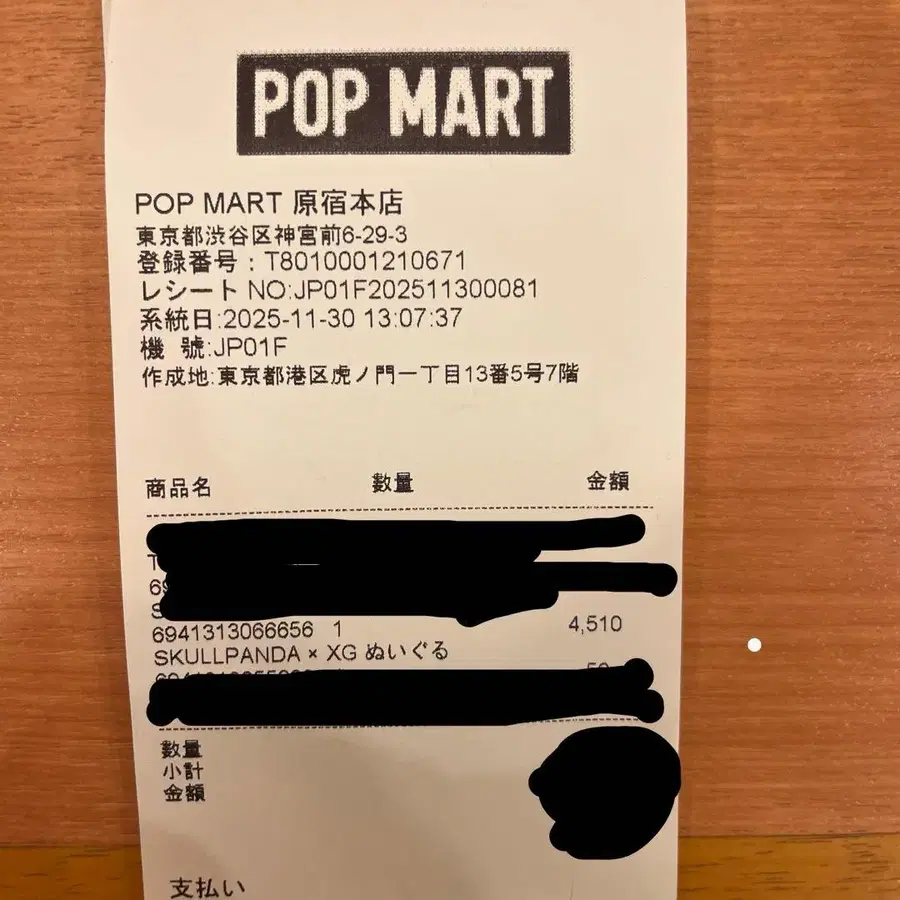 POP MART
POP MART 原宿本店
東京都渋谷区神宮前6-29-3
登録番号：T8010001210671
レシート NO:JP01F202511300081
系統日:2025-11-30 13:07:37
機 號:JP01F
作成地:東京都港区虎ノ門一丁目13番5号7階
商品名 數量 金額
6941313066656 1 4,510
SKULLPANDA × XG ぬいぐる
數量
小計
金額
支払い